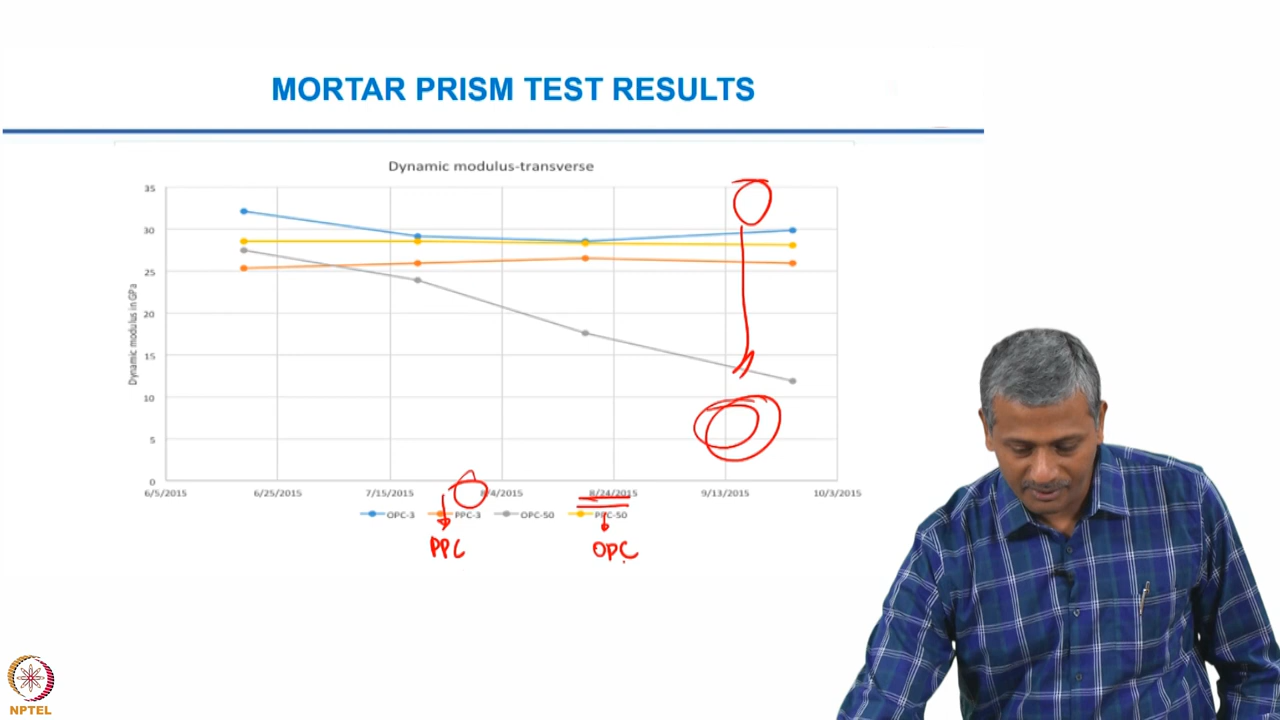 MORTAR PRISM TEST RESULTS
Dynamic modulus-transverse
Dynamic modulus in GPa
35
30
25
20
15
10
5
0
6/5/2015 6/25/2015 7/15/2015 8/4/2015 8/24/2015 9/13/2015 10/3/2015
OPC-3 PPC-3 OPC-50 PPC-50
PPC OPC
NPTEL